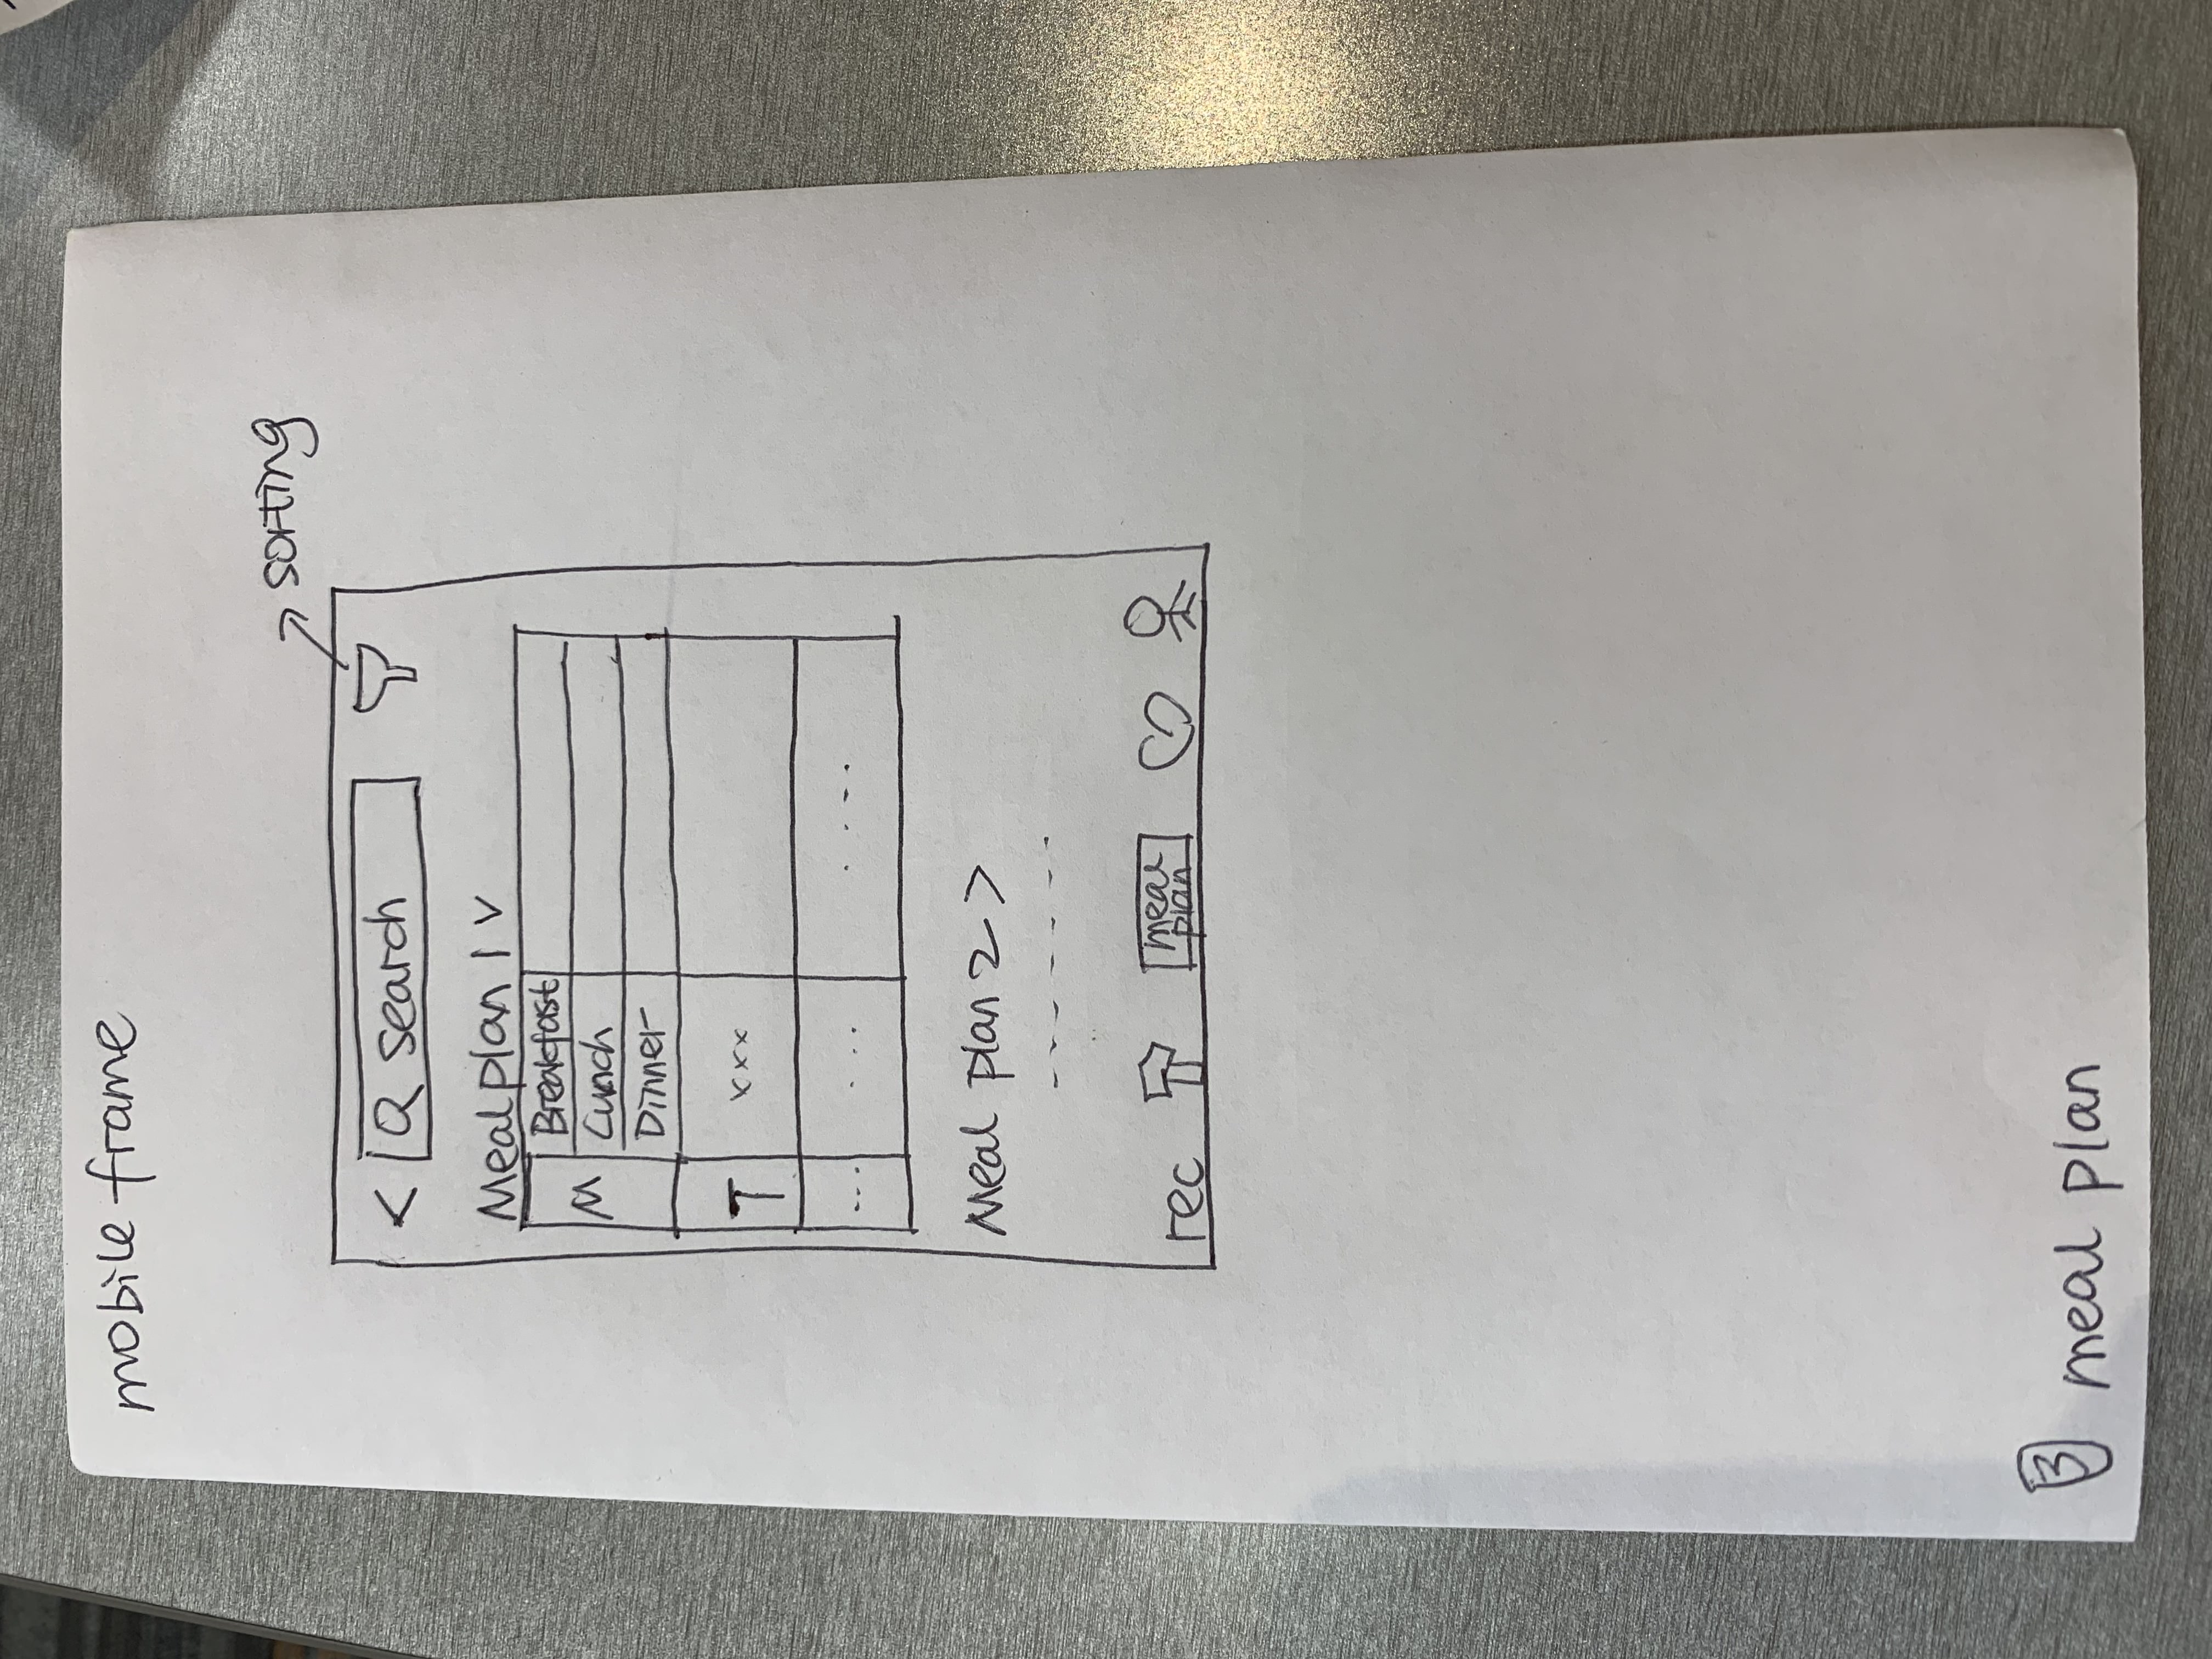 mobile frame
sorting
< search
Meal plan 1 v
M
Breakfast
Lunch
Dinner
T
xxx
...
...
....
Meal plan 2 >
rec
meal
plan
3 meal plan